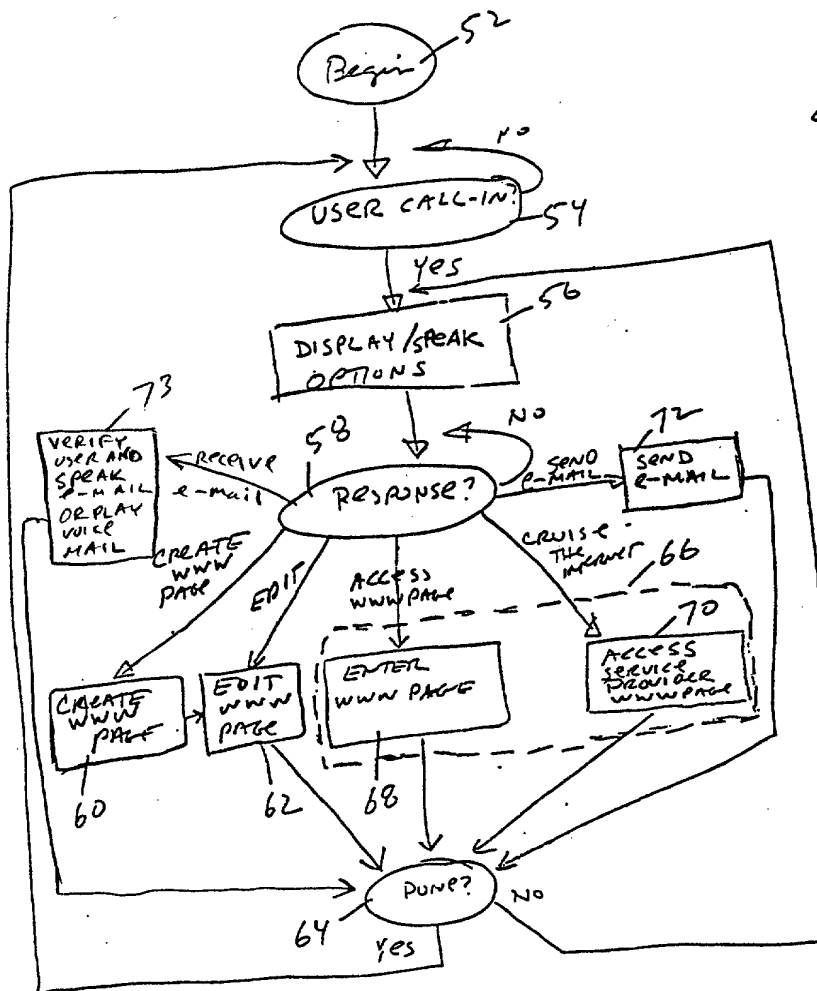 52
Begin
NO
USER CALL-IN?
54
Yes
56
DISPLAY/SPEAK
OPTIONS
73
VERIFY
USER AND
SPEAK
e-MAIL
OR PLAY
VOICE
MAIL
RECEIVE
e-mail
58
RESPONSE?
NO
SEND
e-MAIL
72
SEND
e-MAIL
CREATE
WWW
PAGE
EDIT
ACCESS
WWW PAGE
CRUISE
THE
INTERNET
66
CREATE
WWW
PAGE
60
EDIT
WWW
PAGE
62
ENTER
WWW PAGE
68
70
ACCESS
SERVICE
PROVIDER
WWW PAGE
DONE?
64
Yes
NO